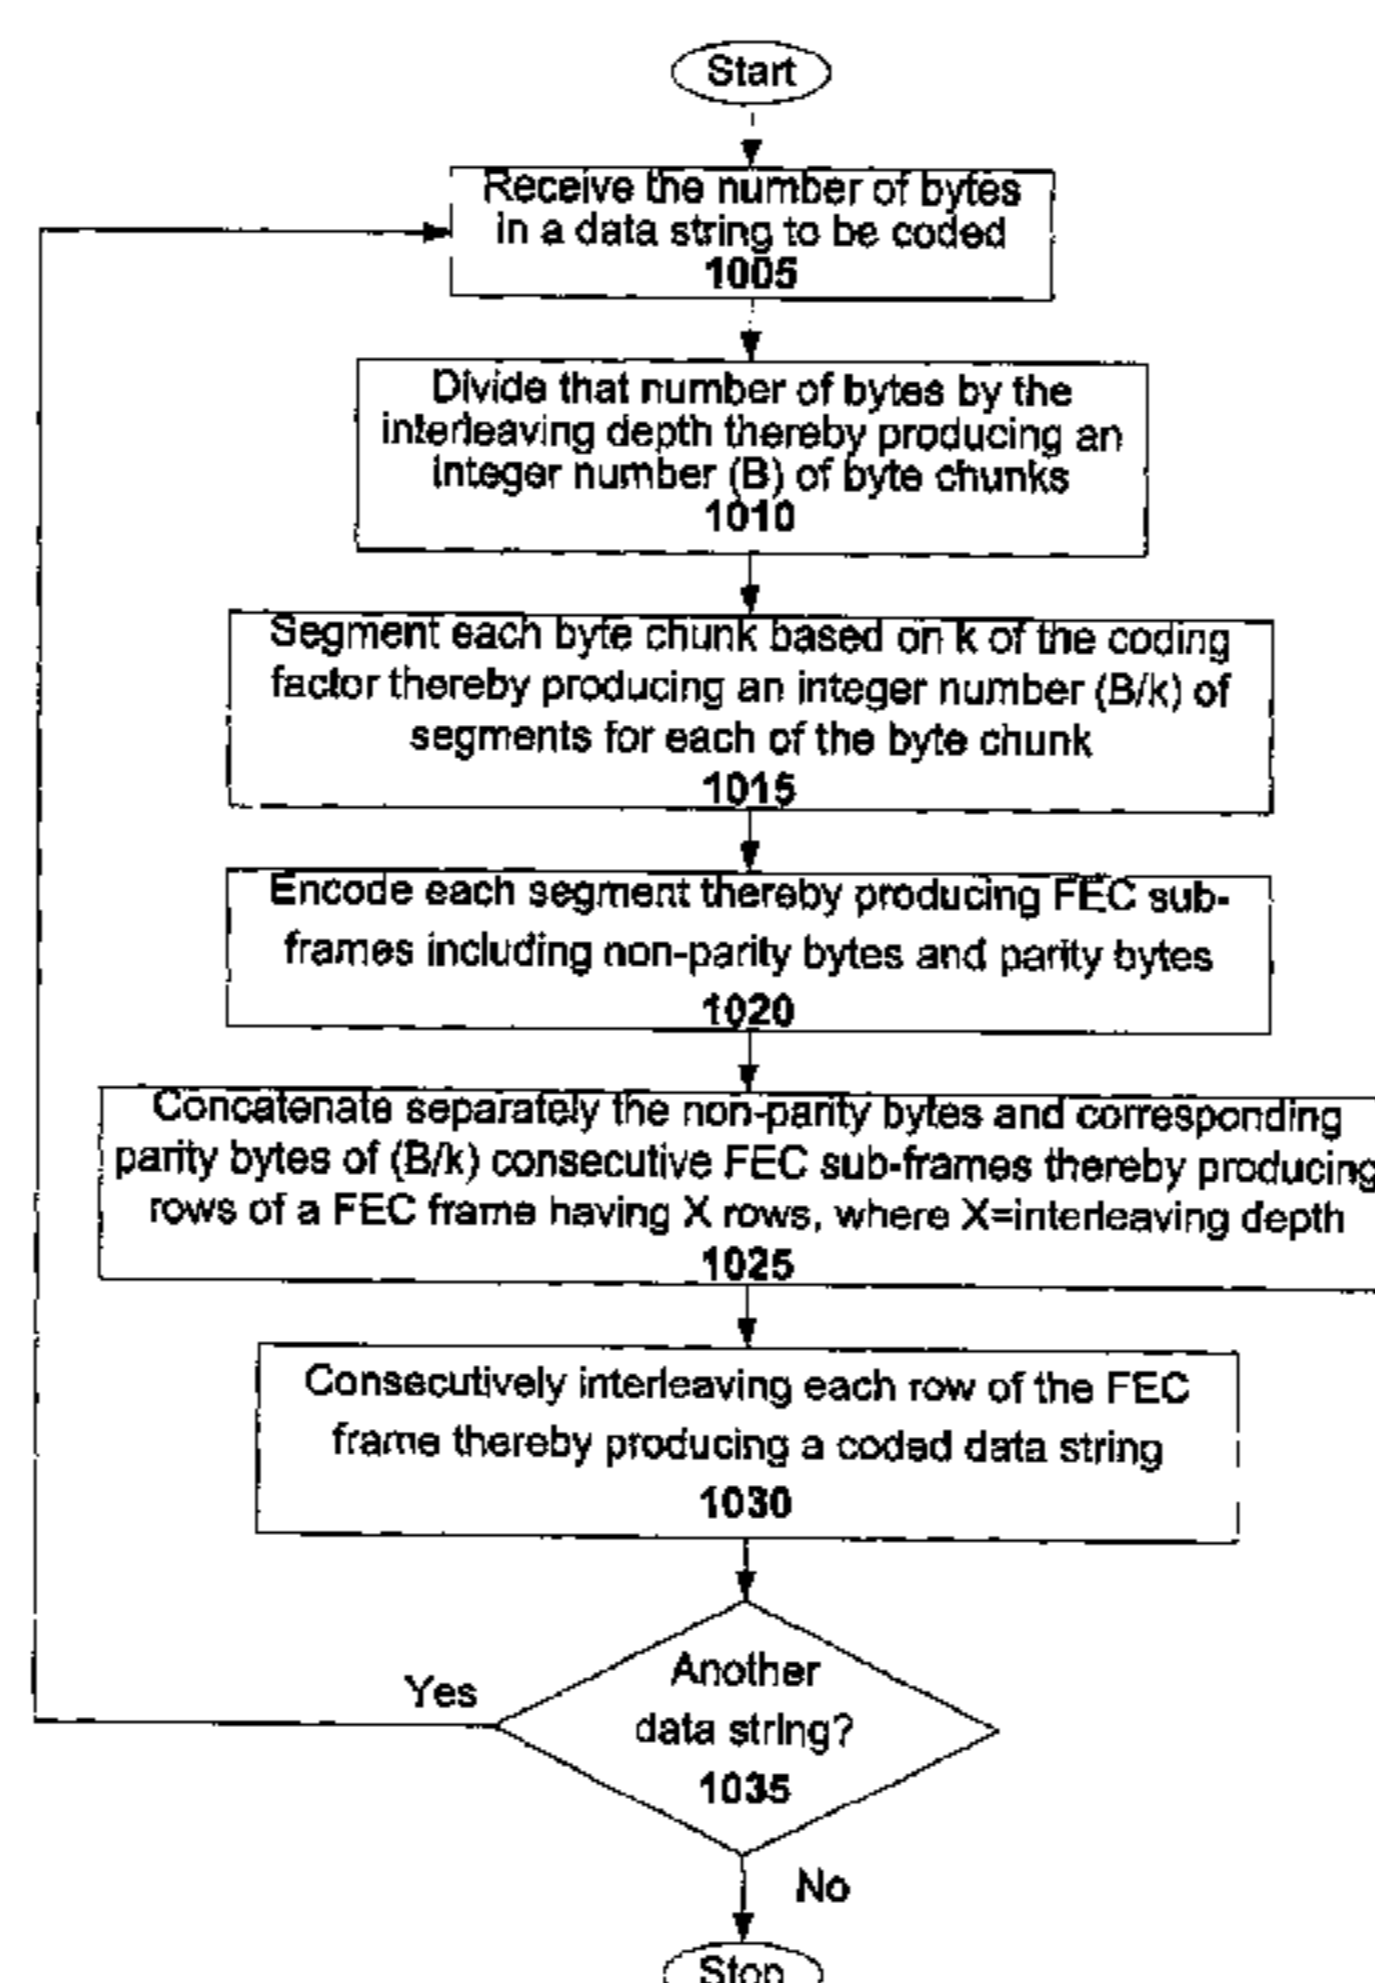 Start
Receive the number of bytes
in a data string to be coded
1005
Divide that number of bytes by the
interleaving depth thereby producing an
integer number (B) of byte chunks
1010
Segment each byte chunk based on k of the coding
factor thereby producing an integer number (B/k) of
segments for each of the byte chunk
1015
Encode each segment thereby producing FEC sub-
frames including non-parity bytes and parity bytes
1020
Concatenate separately the non-parity bytes and corresponding
parity bytes of (B/k) consecutive FEC sub-frames thereby producing
rows of a FEC frame having X rows, where X=interleaving depth
1025
Consecutively interleaving each row of the FEC
frame thereby producing a coded data string
1030
Another
data string?
1035
Yes
No
Stop